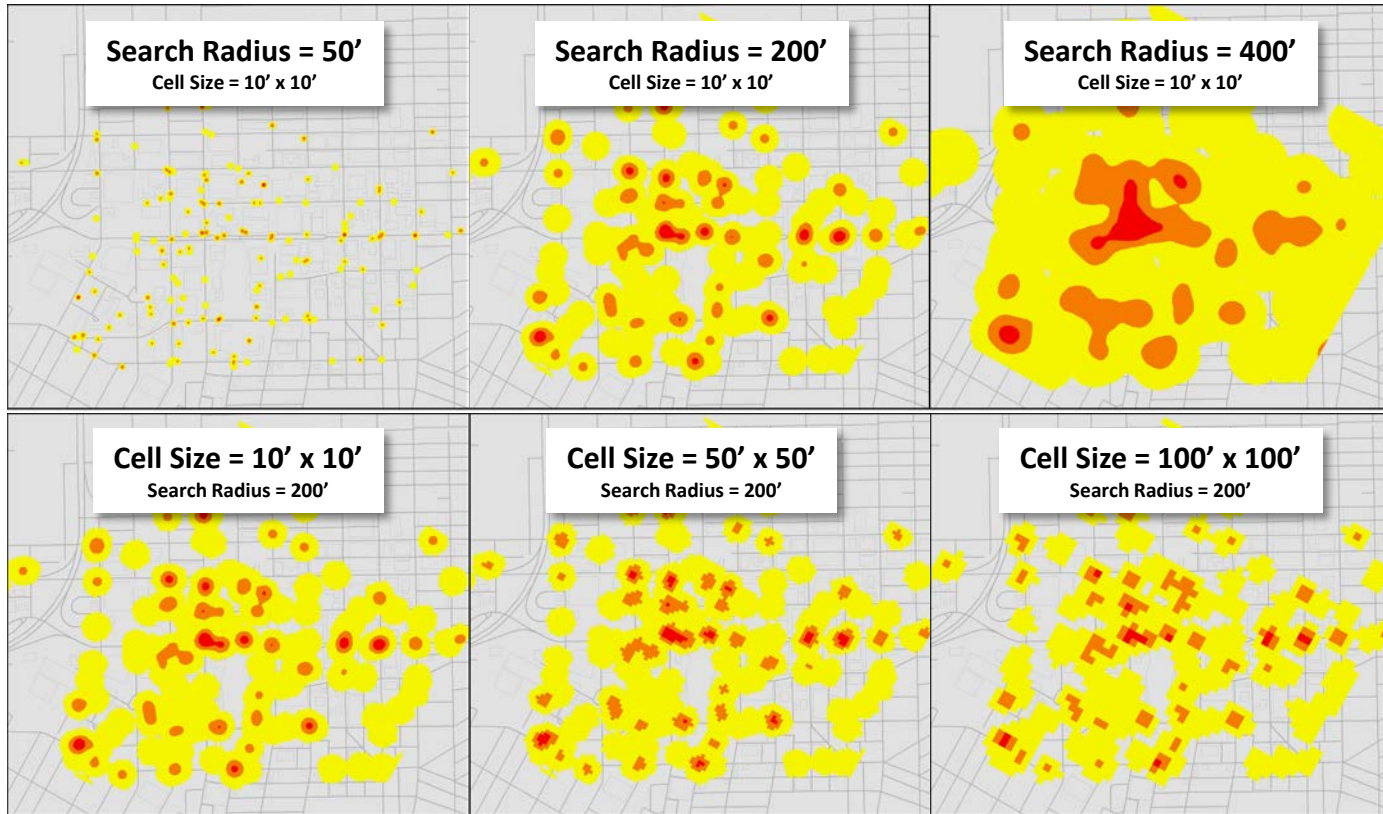 Search Radius = 50’
Cell Size = 10’ x 10’
Search Radius = 200’
Cell Size = 10’ x 10’
Search Radius = 400’
Cell Size = 10’ x 10’
Cell Size = 10’ x 10’
Search Radius = 200’
Cell Size = 50’ x 50’
Search Radius = 200’
Cell Size = 100’ x 100’
Search Radius = 200’